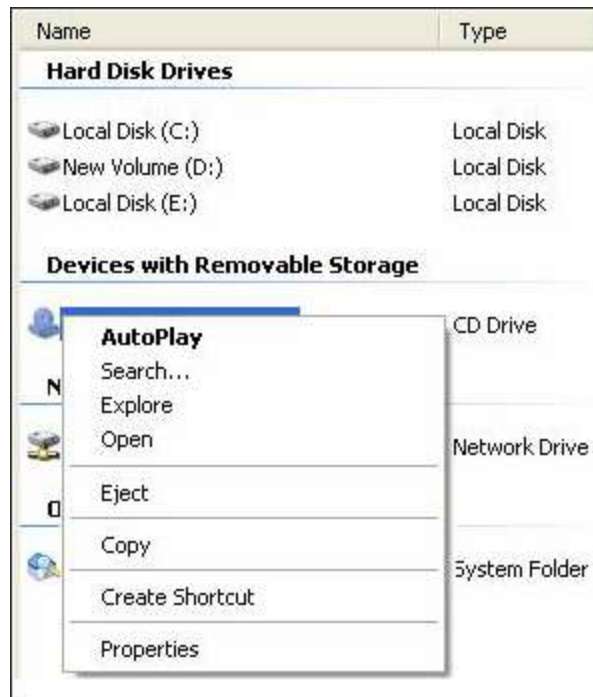 Name Type
Hard Disk Drives
Local Disk (C:) Local Disk
New Volume (D:) Local Disk
Local Disk (E:) Local Disk
Devices with Removable Storage
CD Drive
AutoPlay
Search...
N
Explore
Open
Network Drive
Eject
O
Copy
System Folder
Create Shortcut
Properties